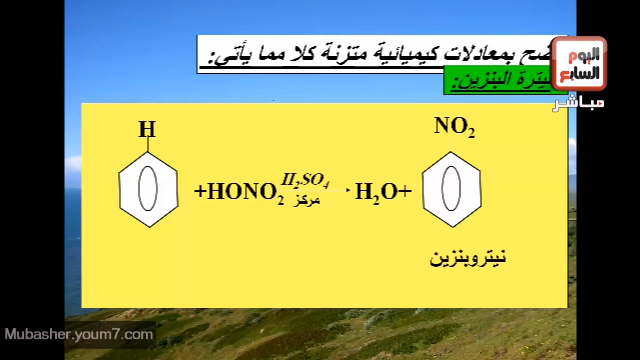 ضح بمعادلات كيميائية متزنة كلا مما يأتي:
نيترة البنزين:
اليوم السابع
مباشر
H
NO₂
+HONO₂ H₂SO₄ مركز → H₂O+
نيتروبنزين
Mubasher.youm7.com